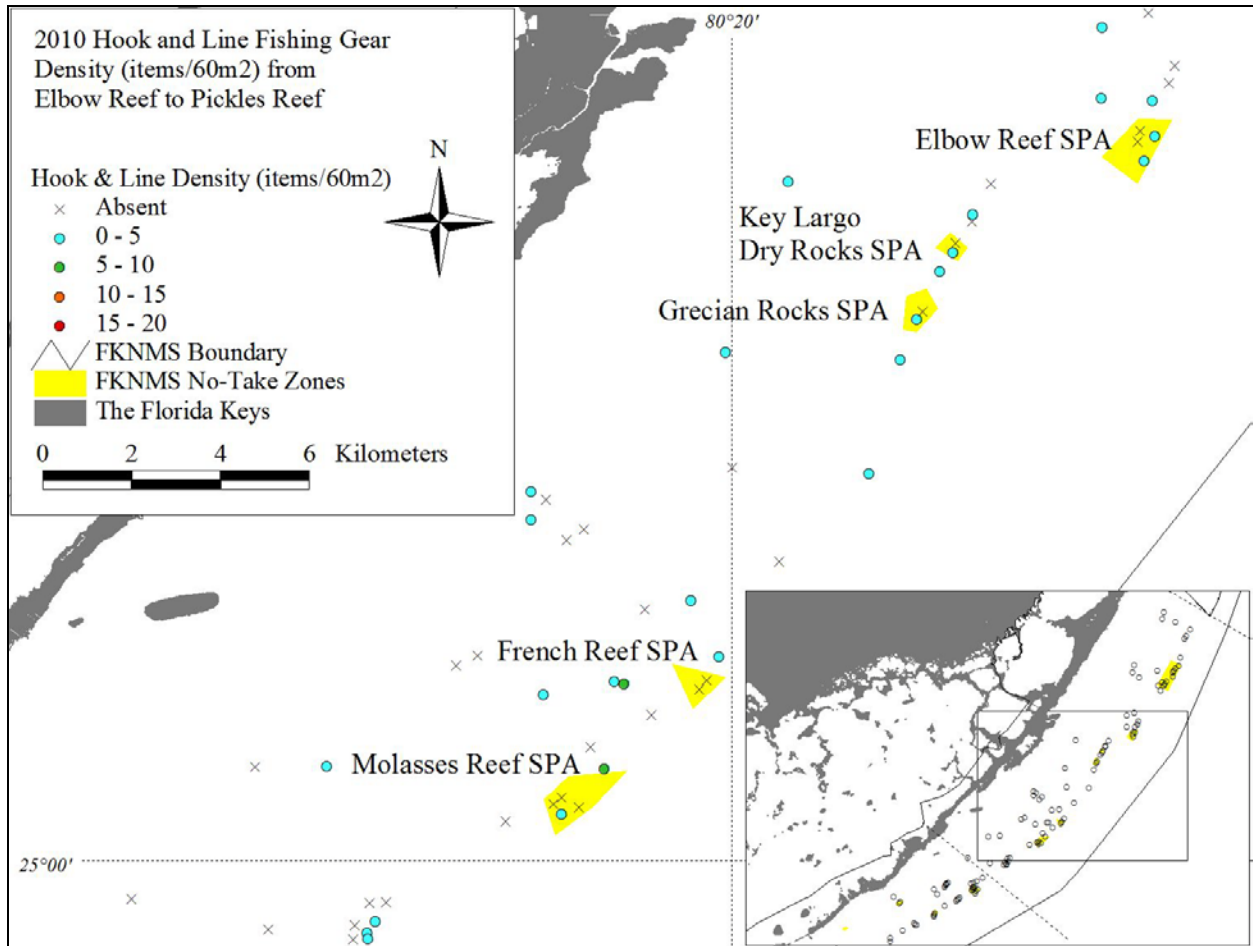 2010 Hook and Line Fishing Gear
Density (items/60m2) from
Elbow Reef to Pickles Reef
N
Hook & Line Density (items/60m2)
Absent
0 - 5
5 - 10
10 - 15
15 - 20
FKNMS Boundary
FKNMS No-Take Zones
The Florida Keys
0 2 4 6 Kilometers
80°20'
Elbow Reef SPA
Key Largo
Dry Rocks SPA
Grecian Rocks SPA
French Reef SPA
Molasses Reef SPA
25°00'